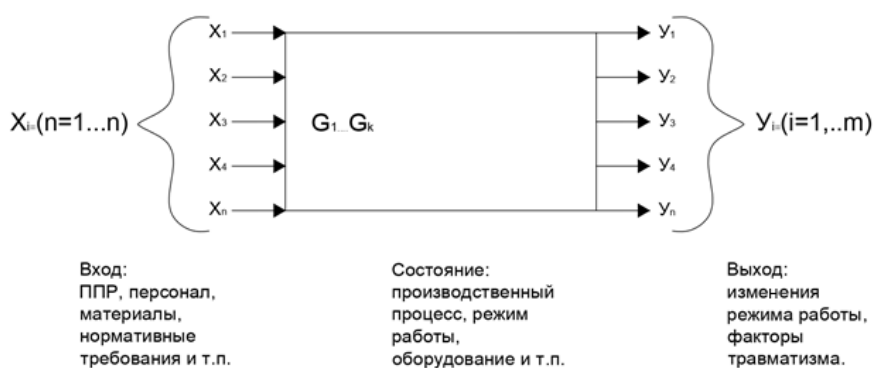 X₁
У₁
X₂
У₂
Xᵢ₌(n=1...n)
X₃
G₁...Gₖ
У₃
Уᵢ₌(i=1,..m)
X₄
У₄
Xₙ
Уₙ
Вход:
ППР, персонал,
материалы,
нормативные
требования и т.п.
Состояние:
производственный
процесс, режим
работы,
оборудование и т.п.
Выход:
изменения
режима работы,
факторы
травматизма.